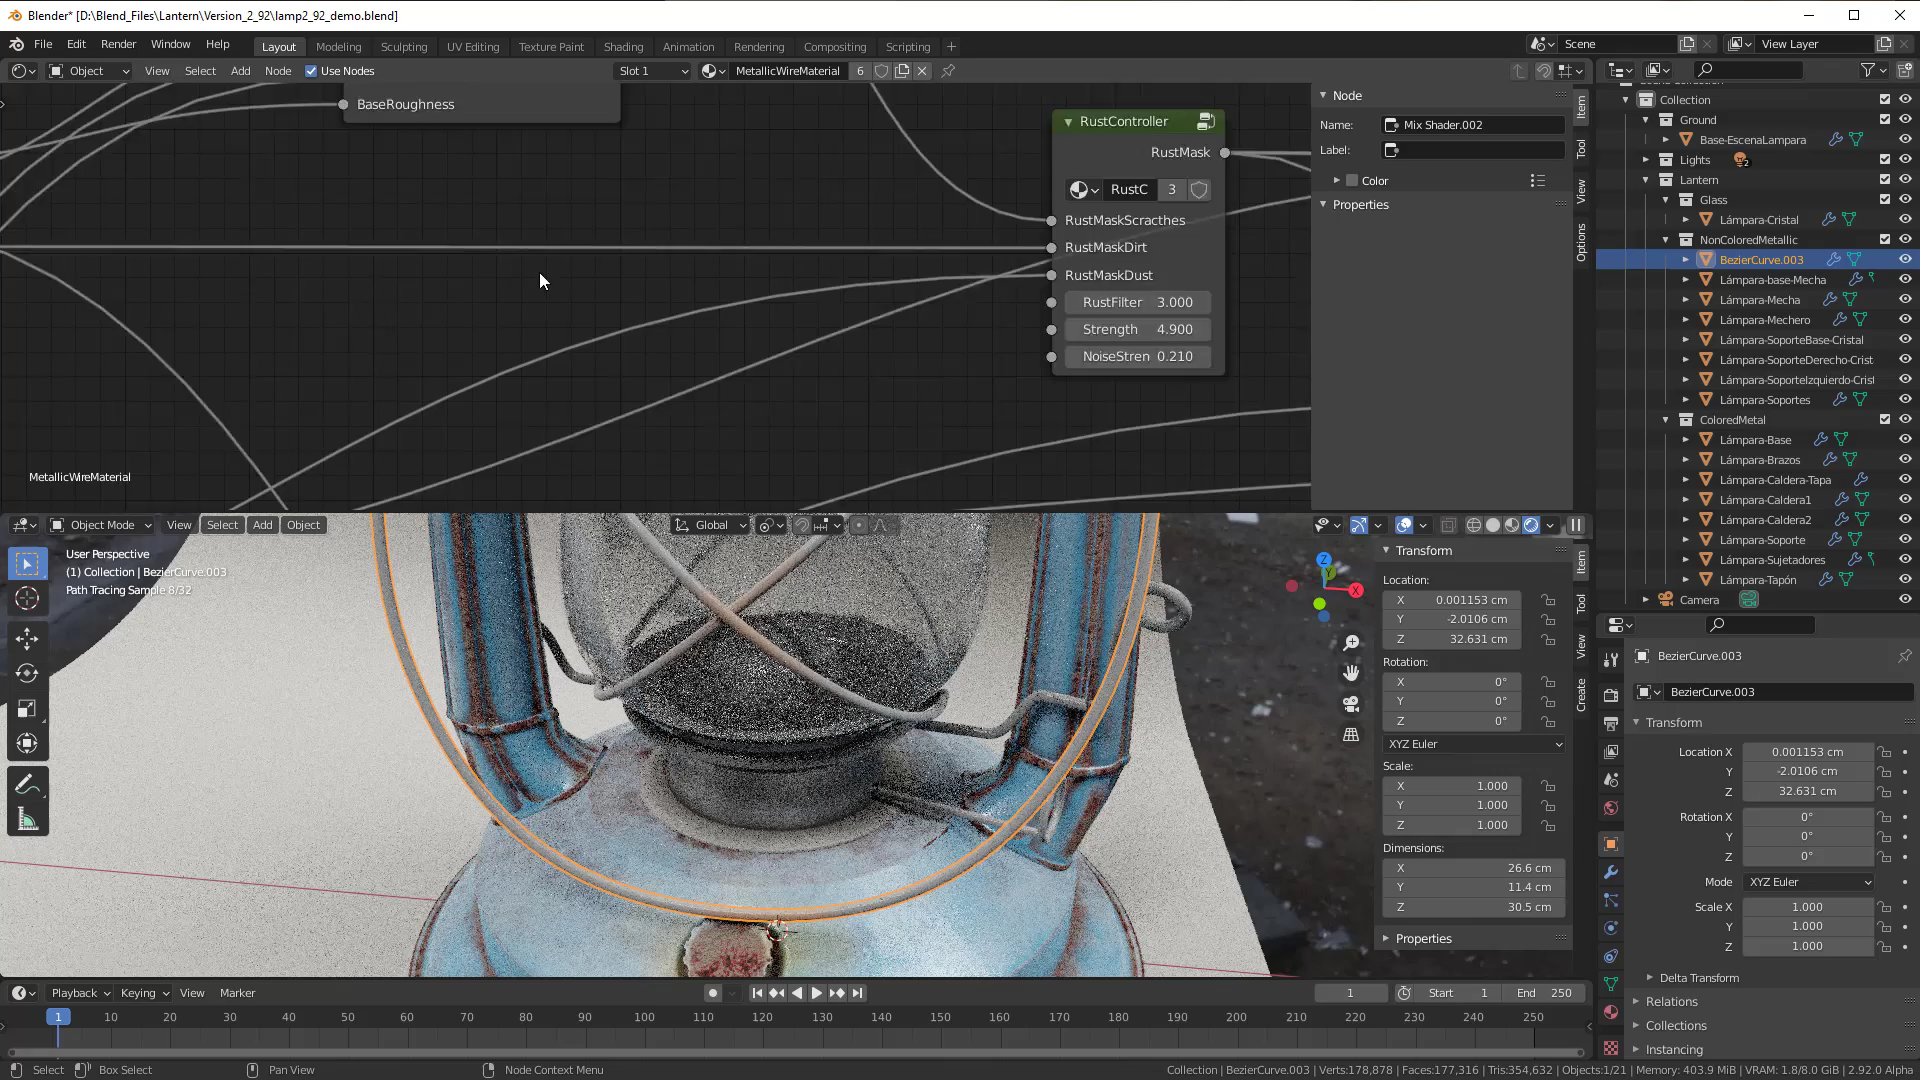 Blender* [D:\Blend_Files\Lantern\Version_2_92\lamp2_92_demo.blend]
File Edit Render Window Help Layout Modeling Sculpting UV Editing Texture Paint Shading Animation Rendering Compositing Scripting + Scene View Layer
Object View Select Add Node Use Nodes Slot 1 MetallicWireMaterial 6
BaseRoughness
RustController
RustMask
RustC 3
RustMaskScracthes
RustMaskDirt
RustMaskDust
RustFilter 3.000
Strength 4.900
NoiseStren 0.210
MetallicWireMaterial
Node
Name: Mix Shader.002
Label:
Color
Properties
Item
Tool
View
Options
Collection
Ground
Base-EscenaLampara
Lights 2
Lantern
Glass
Lámpara-Cristal
NonColoredMetallic
BezierCurve.003
Lámpara-base-Mecha
Lámpara-Mecha
Lámpara-Mechero
Lámpara-SoporteBase-Cristal
Lámpara-SoporteDerecho-Crist
Lámpara-SoporteIzquierdo-Crist
Lámpara-Soportes
ColoredMetal
Lámpara-Base
Lámpara-Brazos
Lámpara-Caldera-Tapa
Lámpara-Caldera1
Lámpara-Caldera2
Lámpara-Soporte
Lámpara-Sujetadores
Lámpara-Tapón
Camera
Object Mode View Select Add Object Global
User Perspective
(1) Collection | BezierCurve.003
Path Tracing Sample 8/32
Z
Y
X
Transform
Location:
X 0.001153 cm
Y -2.0106 cm
Z 32.631 cm
Rotation:
X 0°
Y 0°
Z 0°
XYZ Euler
Scale:
X 1.000
Y 1.000
Z 1.000
Dimensions:
X 26.6 cm
Y 11.4 cm
Z 30.5 cm
Properties
Item
Tool
View
Create
BezierCurve.003
BezierCurve.003
Transform
Location X 0.001153 cm
Y -2.0106 cm
Z 32.631 cm
Rotation X 0°
Y 0°
Z 0°
Mode XYZ Euler
Scale X 1.000
Y 1.000
Z 1.000
Delta Transform
Relations
Collections
Instancing
Playback Keying View Marker 1 Start 1 End 250
1 10 20 30 40 50 60 70 80 90 100 110 120 130 140 150 160 170 180 190 200 210 220 230 240 250
Select Box Select Pan View Node Context Menu Collection | BezierCurve.003 | Verts:178,878 | Faces:177,316 | Tris:354,632 | Objects:1/21 | Memory: 403.9 MiB | VRAM: 1.8/8.0 GiB | 2.92.0 Alpha